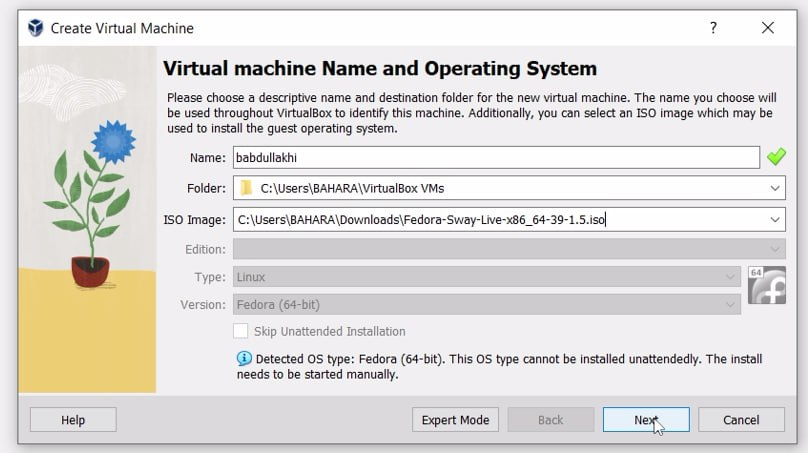 Create Virtual Machine
?
Virtual machine Name and Operating System
Please choose a descriptive name and destination folder for the new virtual machine. The name you choose will
be used throughout VirtualBox to identify this machine. Additionally, you can select an ISO image which may be
used to install the guest operating system.
Name: babdullakhi
Folder: C:\Users\BAHARA\VirtualBox VMs
ISO Image: C:\Users\BAHARA\Downloads\Fedora-Sway-Live-x86_64-39-1.5.iso
Edition:
Type: Linux
64
Version: Fedora (64-bit)
Skip Unattended Installation
Detected OS type: Fedora (64-bit). This OS type cannot be installed unattendedly. The install
needs to be started manually.
Help Expert Mode Back Next Cancel